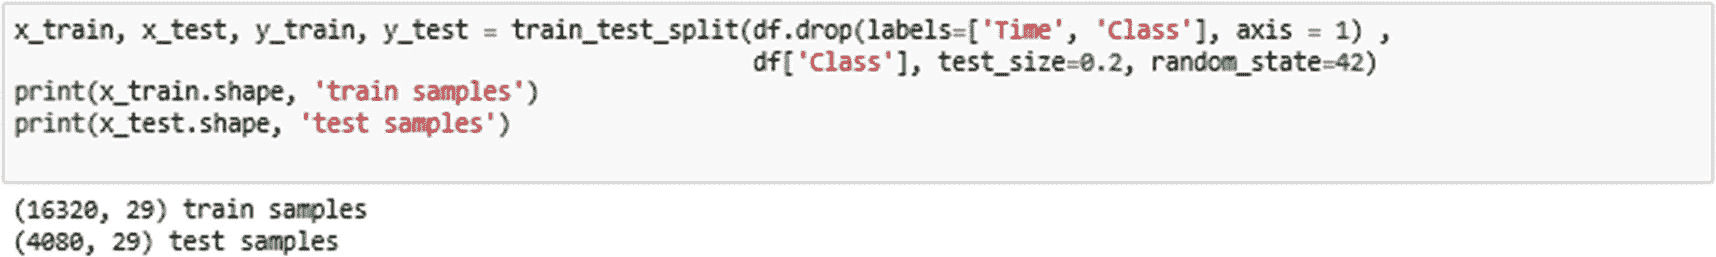 x_train, x_test, y_train, y_test = train_test_split(df.drop(labels=['Time', 'Class'], axis = 1) ,
df['Class'], test_size=0.2, random_state=42)
print(x_train.shape, 'train samples')
print(x_test.shape, 'test samples')
(16320, 29) train samples
(4080, 29) test samples